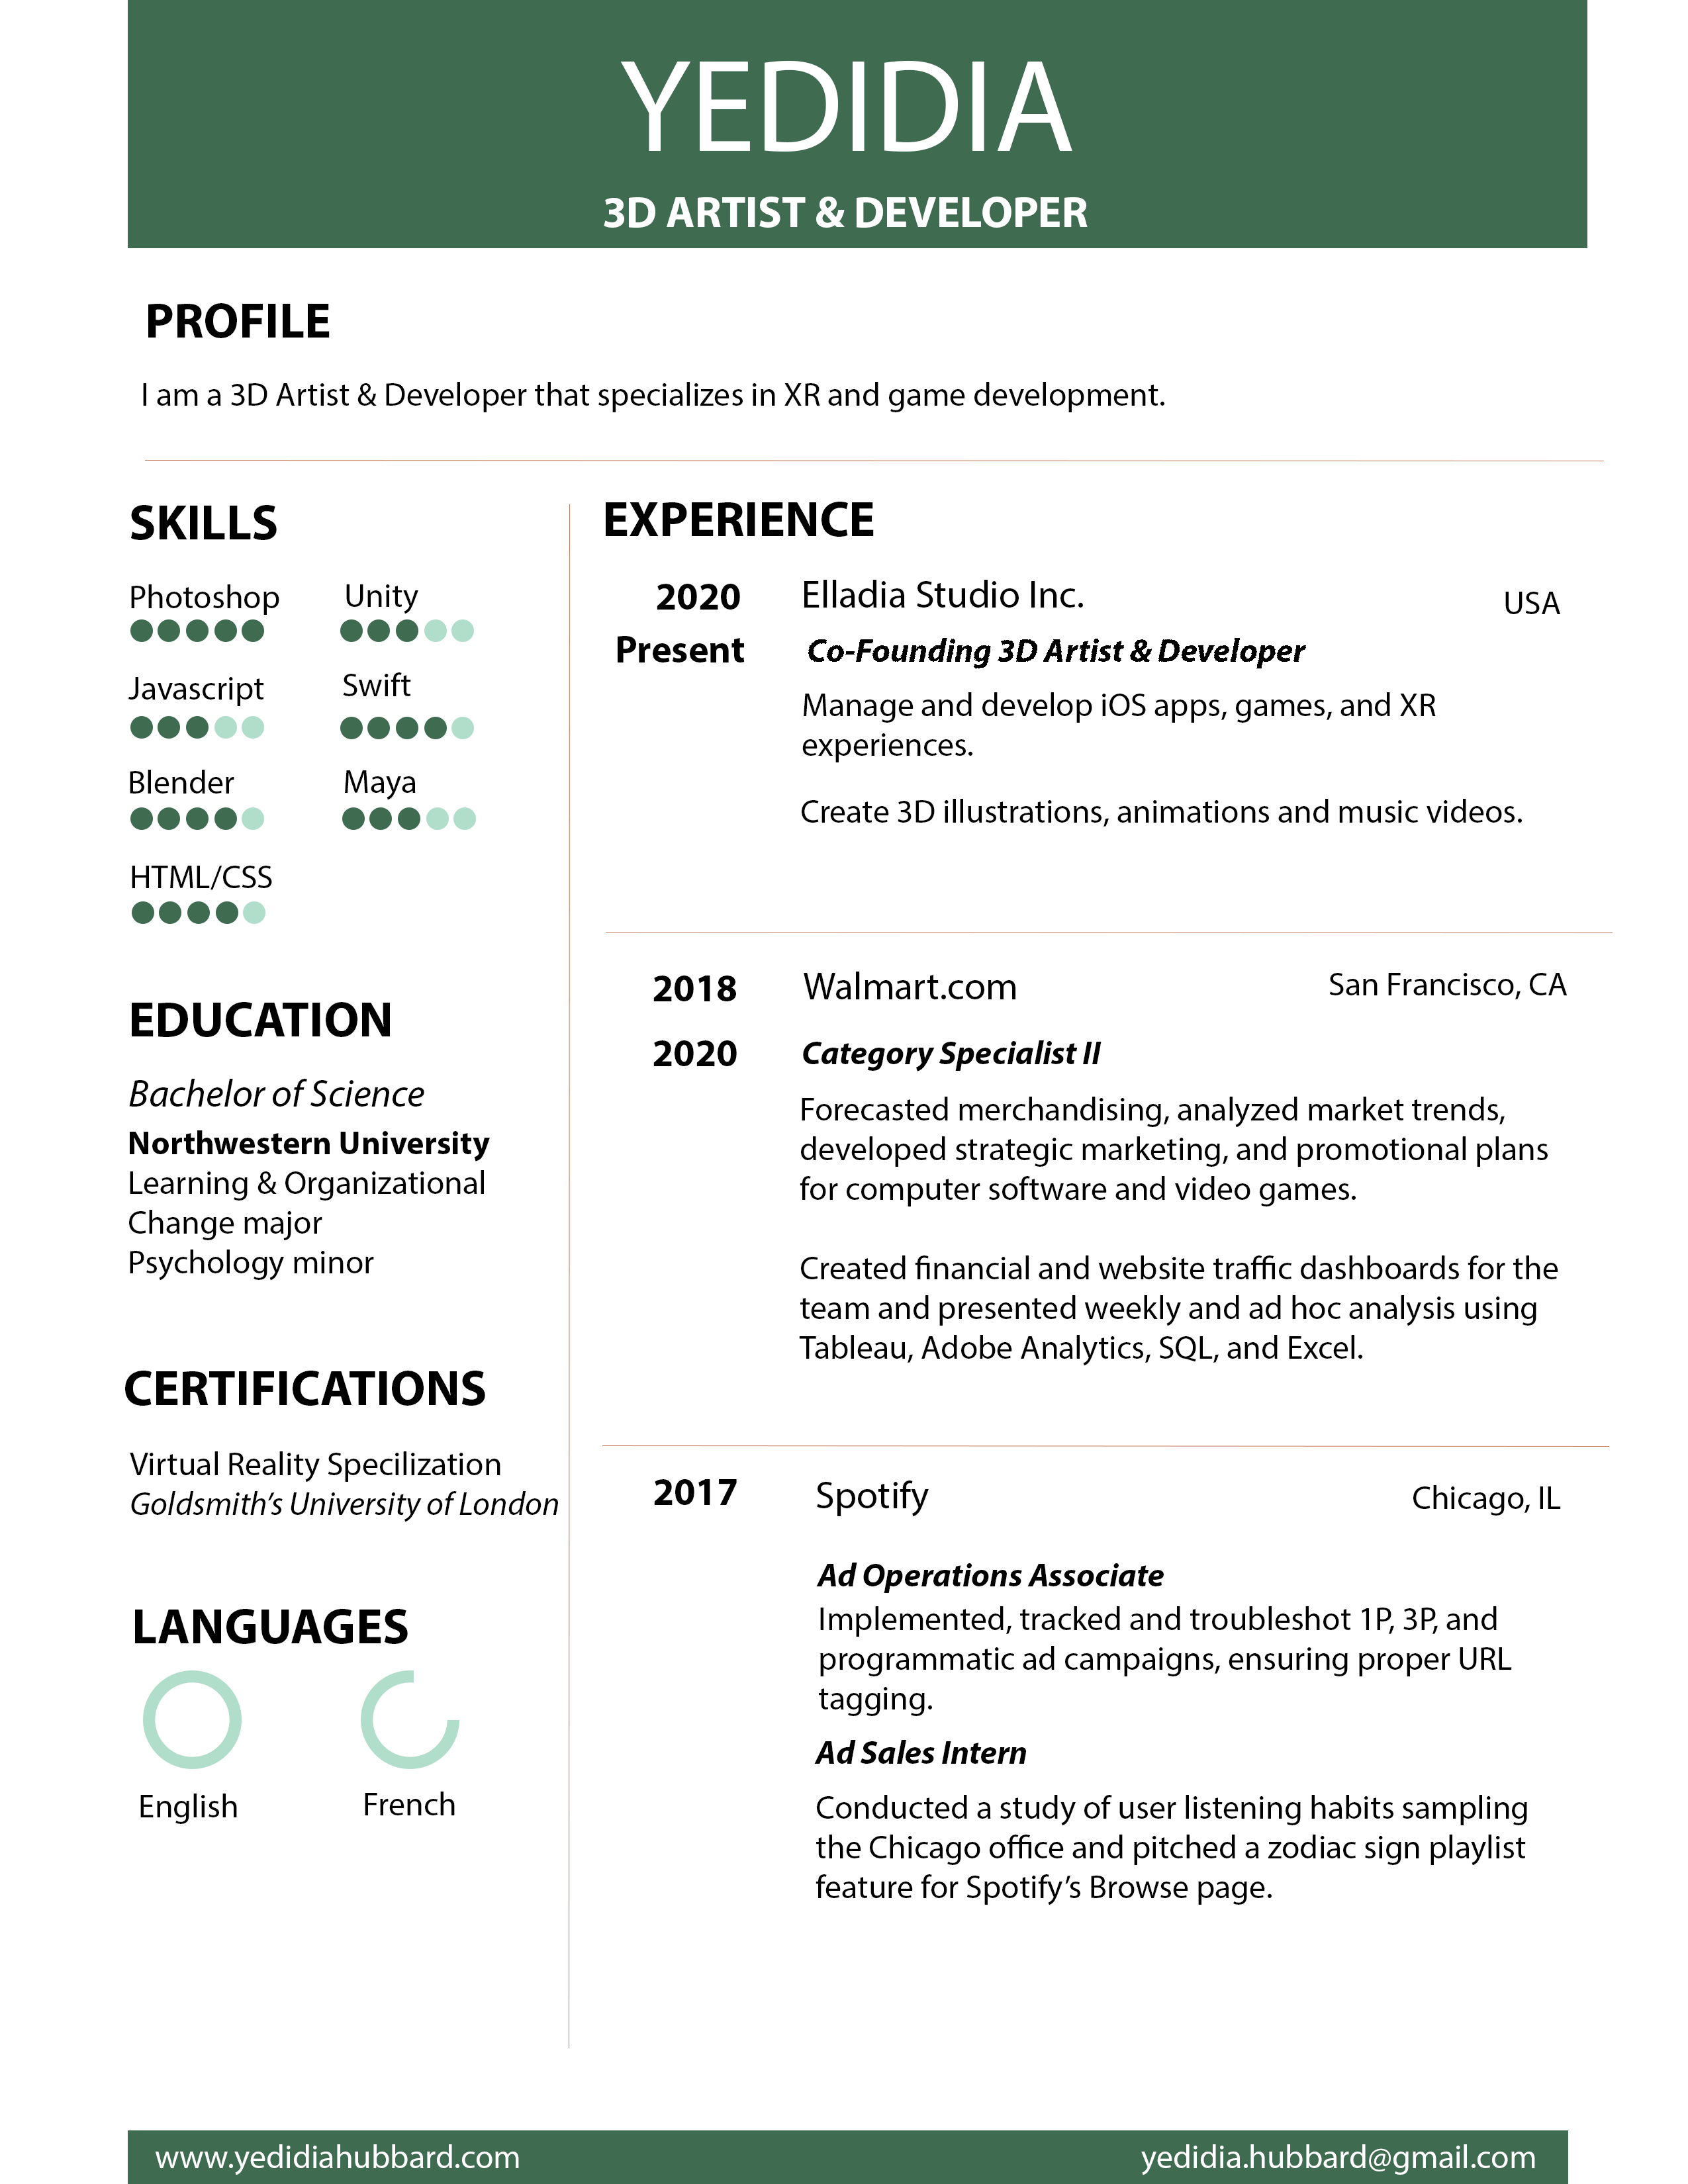 YEDIDIA
3D ARTIST & DEVELOPER
PROFILE
I am a 3D Artist & Developer that specializes in XR and game development.
SKILLS
Photoshop
Unity
Javascript
Swift
Blender
Maya
HTML/CSS
EDUCATION
Bachelor of Science
Northwestern University
Learning & Organizational
Change major
Psychology minor
CERTIFICATIONS
Virtual Reality Specilization
Goldsmith's University of London
LANGUAGES
English
French
EXPERIENCE
2020 Elladia Studio Inc. USA
Present Co-Founding 3D Artist & Developer
Manage and develop iOS apps, games, and XR
experiences.
Create 3D illustrations, animations and music videos.
2018 Walmart.com San Francisco, CA
2020 Category Specialist II
Forecasted merchandising, analyzed market trends,
developed strategic marketing, and promotional plans
for computer software and video games.
Created financial and website traffic dashboards for the
team and presented weekly and ad hoc analysis using
Tableau, Adobe Analytics, SQL, and Excel.
2017 Spotify Chicago, IL
Ad Operations Associate
Implemented, tracked and troubleshot 1P, 3P, and
programmatic ad campaigns, ensuring proper URL
tagging.
Ad Sales Intern
Conducted a study of user listening habits sampling
the Chicago office and pitched a zodiac sign playlist
feature for Spotify's Browse page.
www.yedidiahubbard.com yedidia.hubbard@gmail.com